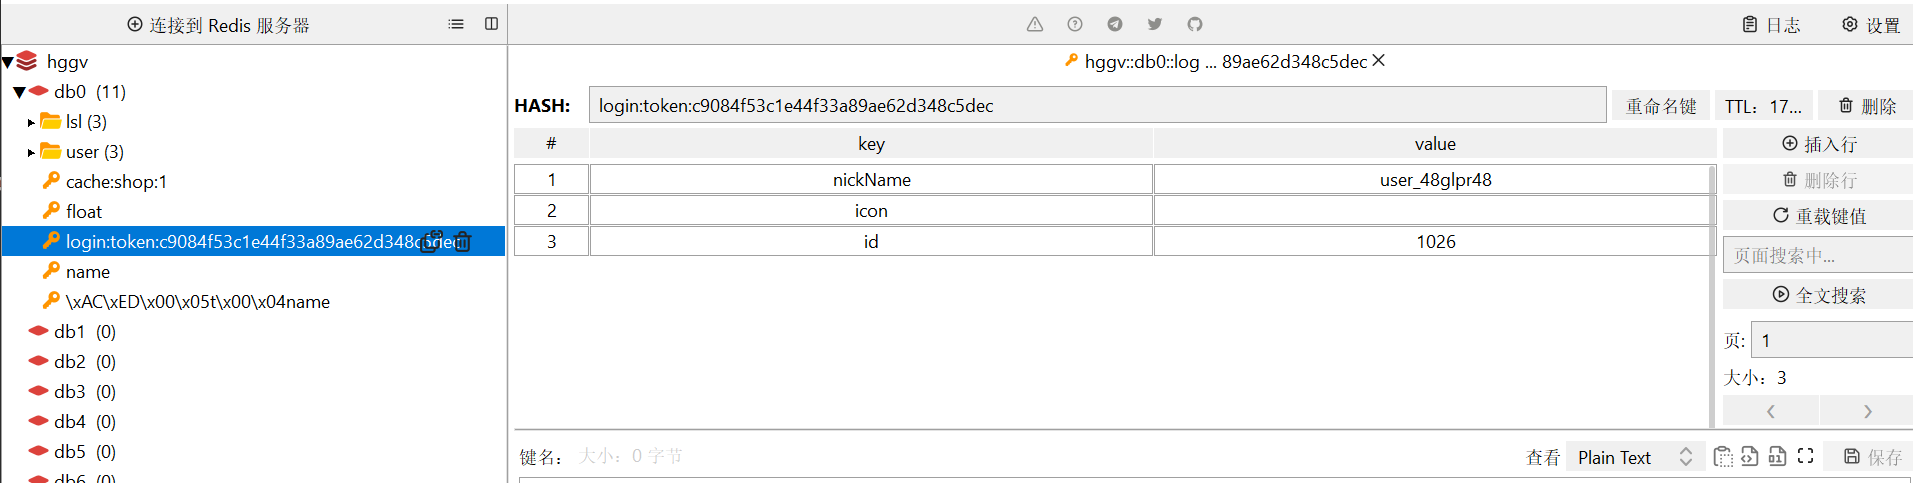 连接到 Redis 服务器
日志
设置
hggv
db0 (11)
lsl (3)
user (3)
cache:shop:1
float
login:token:c9084f53c1e44f33a89ae62d348c5dec
name
\xAC\xED\x00\x05t\x00\x04name
db1 (0)
db2 (0)
db3 (0)
db4 (0)
db5 (0)
db6 (0)
hggv::db0::log ... 89ae62d348c5dec
HASH: login:token:c9084f53c1e44f33a89ae62d348c5dec 重命名键 TTL: 17... 删除
# key value
1 nickName user_48glpr48
2 icon
3 id 1026
插入行
删除行
重载键值
页面搜索中...
全文搜索
页: 1
大小: 3
键名: 大小: 0 字节
查看 Plain Text 保存